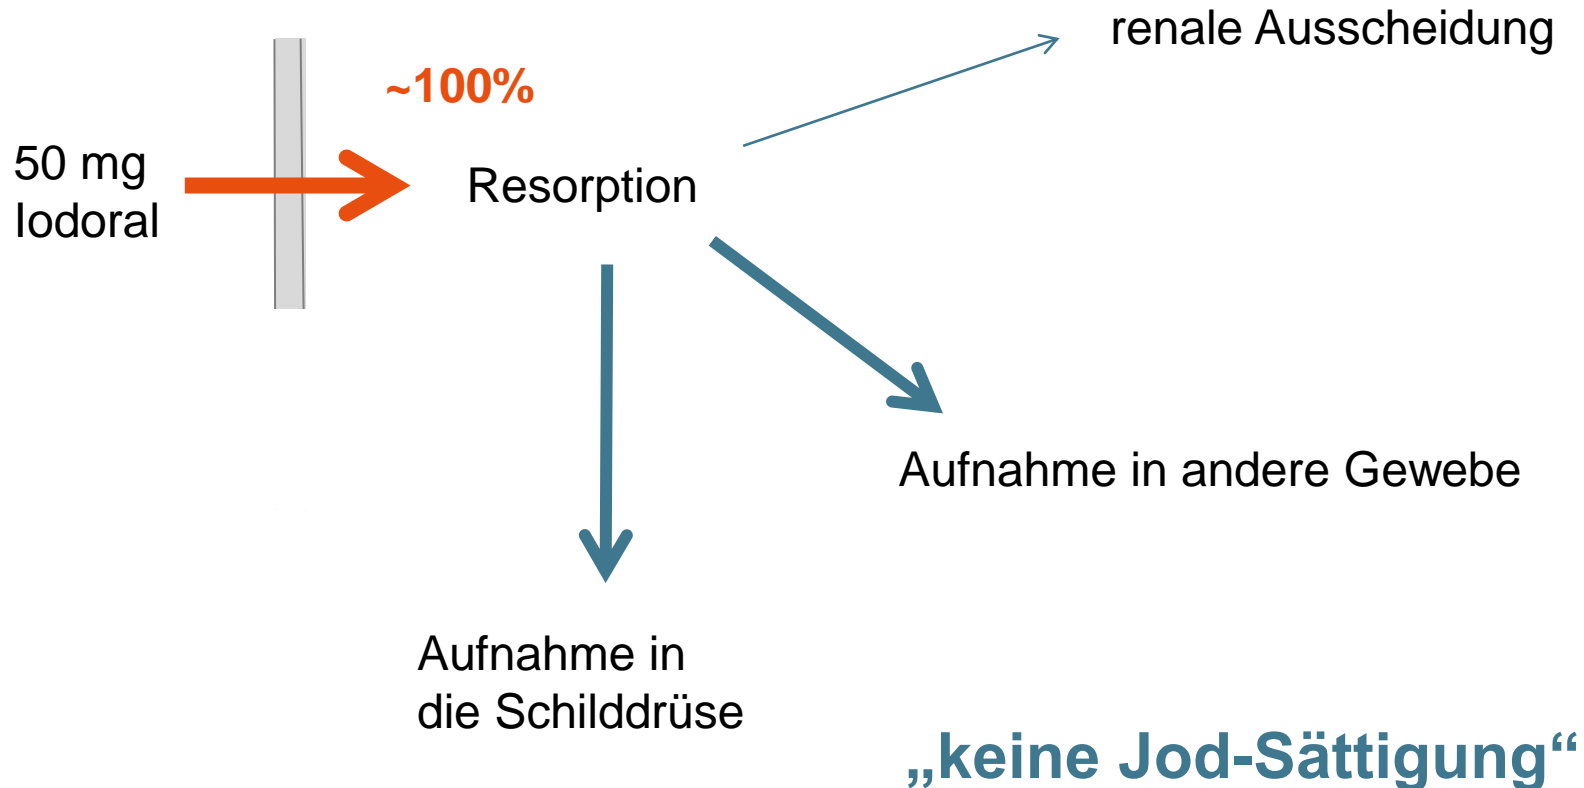 renale Ausscheidung
~100%
50 mg
Iodoral
Resorption
Aufnahme in andere Gewebe
Aufnahme in
die Schilddrüse
„keine Jod-Sättigung“